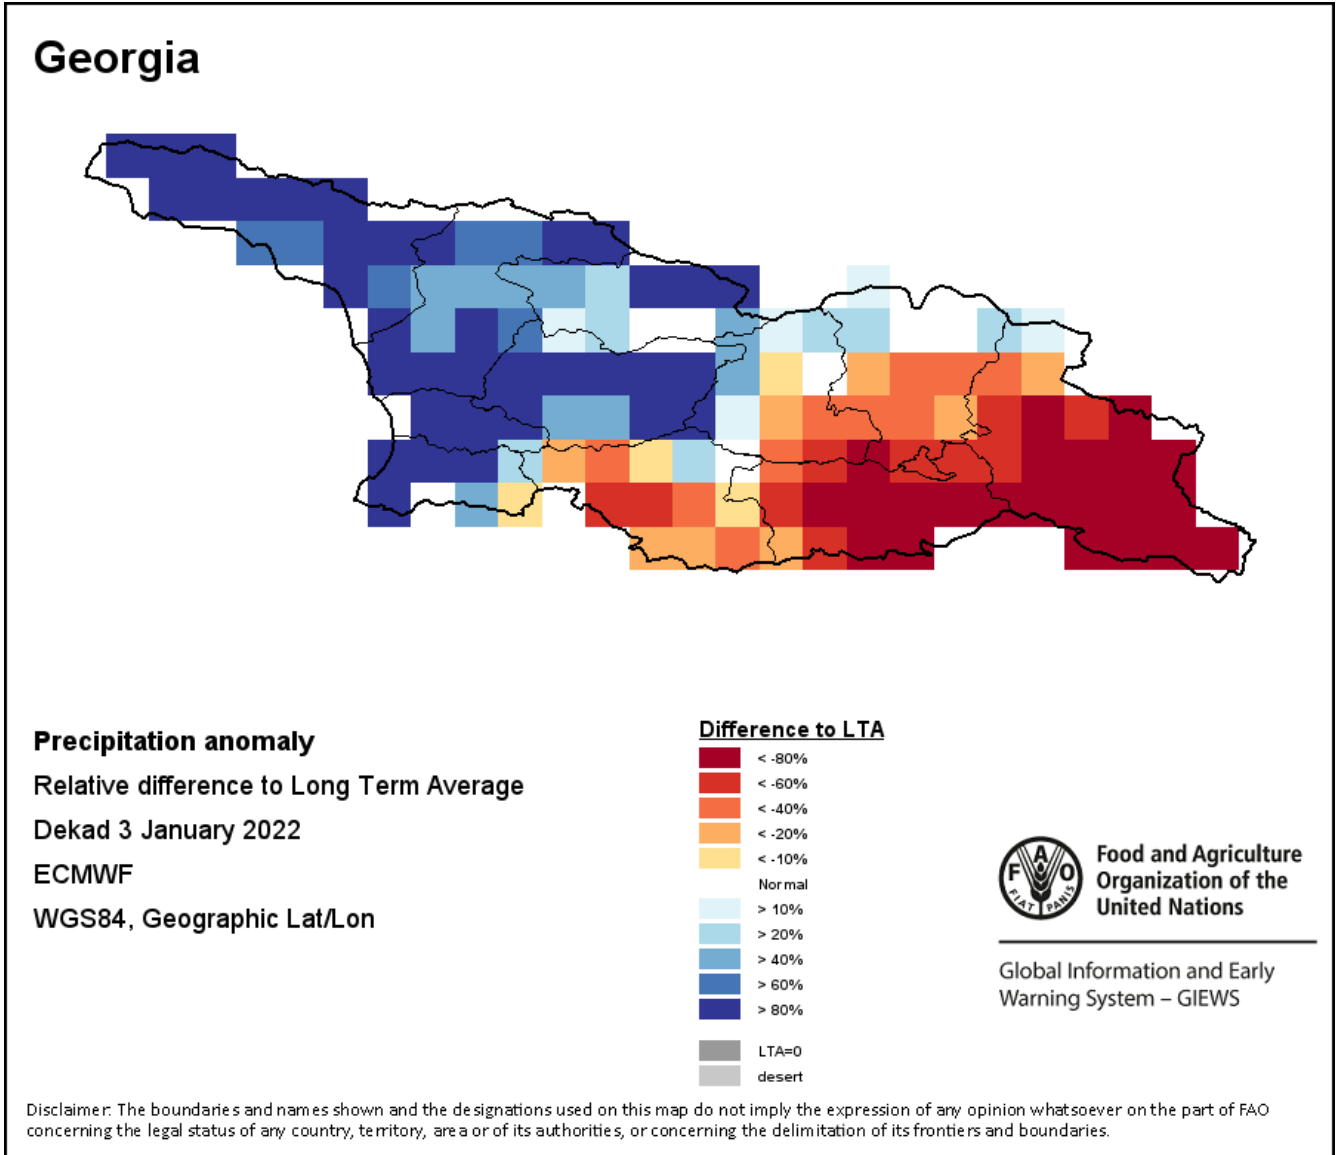 Georgia
Precipitation anomaly
Relative difference to Long Term Average
Dekad 3 January 2022
ECMWF
WGS84, Geographic Lat/Lon
Difference to LTA
< -80%
< -60%
< -40%
< -20%
< -10%
Normal
> 10%
> 20%
> 40%
> 60%
> 80%
LTA=0
desert
F A O
FIAT PANIS
Food and Agriculture
Organization of the
United Nations
Global Information and Early
Warning System – GIEWS
Disclaimer: The boundaries and names shown and the designations used on this map do not imply the expression of any opinion whatsoever on the part of FAO
concerning the legal status of any country, territory, area or of its authorities, or concerning the delimitation of its frontiers and boundaries.